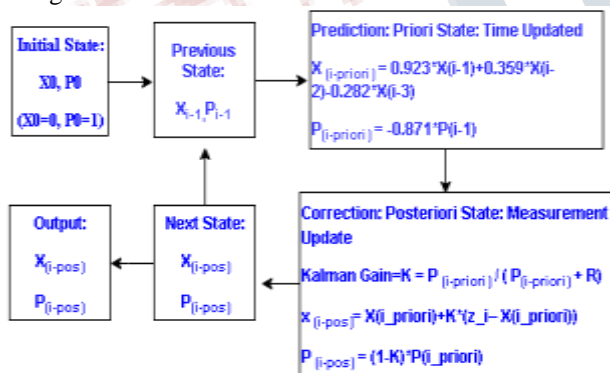 Initial State:
X0, P0
(X0=0, P0=1)
Previous
State:
X i-1, P i-1
Prediction: Priori State: Time Updated
X (i-priori) = 0.923*X(i-1)+0.359*X(i-
2)-0.282*X(i-3)
P(i-priori) = -0.871*P(i-1)
Output:
X(i-pos)
P(i-pos)
Next State:
X(i-pos)
P(i-pos)
Correction: Posteriori State: Measurement
Update
Kalman Gain=K = P (i-priori) / ( P(i-priori) + R)
x (i-pos)= X(i_priori)+K*(z_i– X(i_priori))
P (i-pos) = (1-K)*P(i_priori)